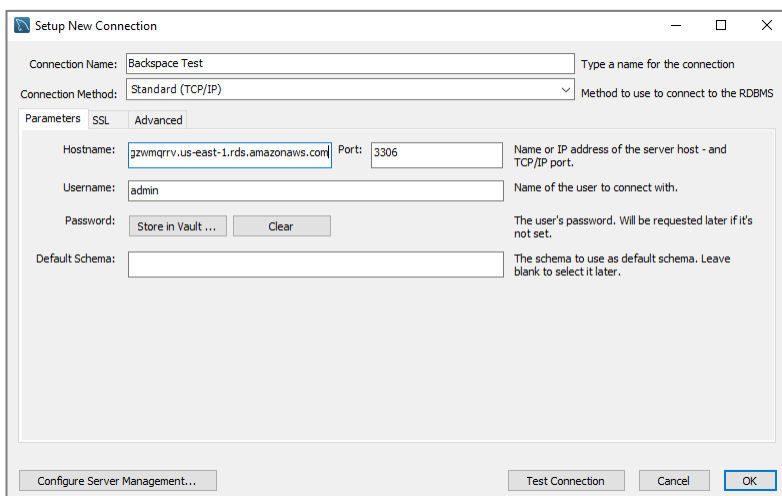 Setup New Connection
Connection Name: Backspace Test Type a name for the connection
Connection Method: Standard (TCP/IP) Method to use to connect to the RDBMS
Parameters SSL Advanced
Hostname: gzwmqrrv.us-east-1.rds.amazonaws.com Port: 3306 Name or IP address of the server host - and
TCP/IP port.
Username: admin Name of the user to connect with.
Password: Store in Vault ... Clear The user's password. Will be requested later if it's
not set.
Default Schema: The schema to use as default schema. Leave
blank to select it later.
Configure Server Management... Test Connection Cancel OK